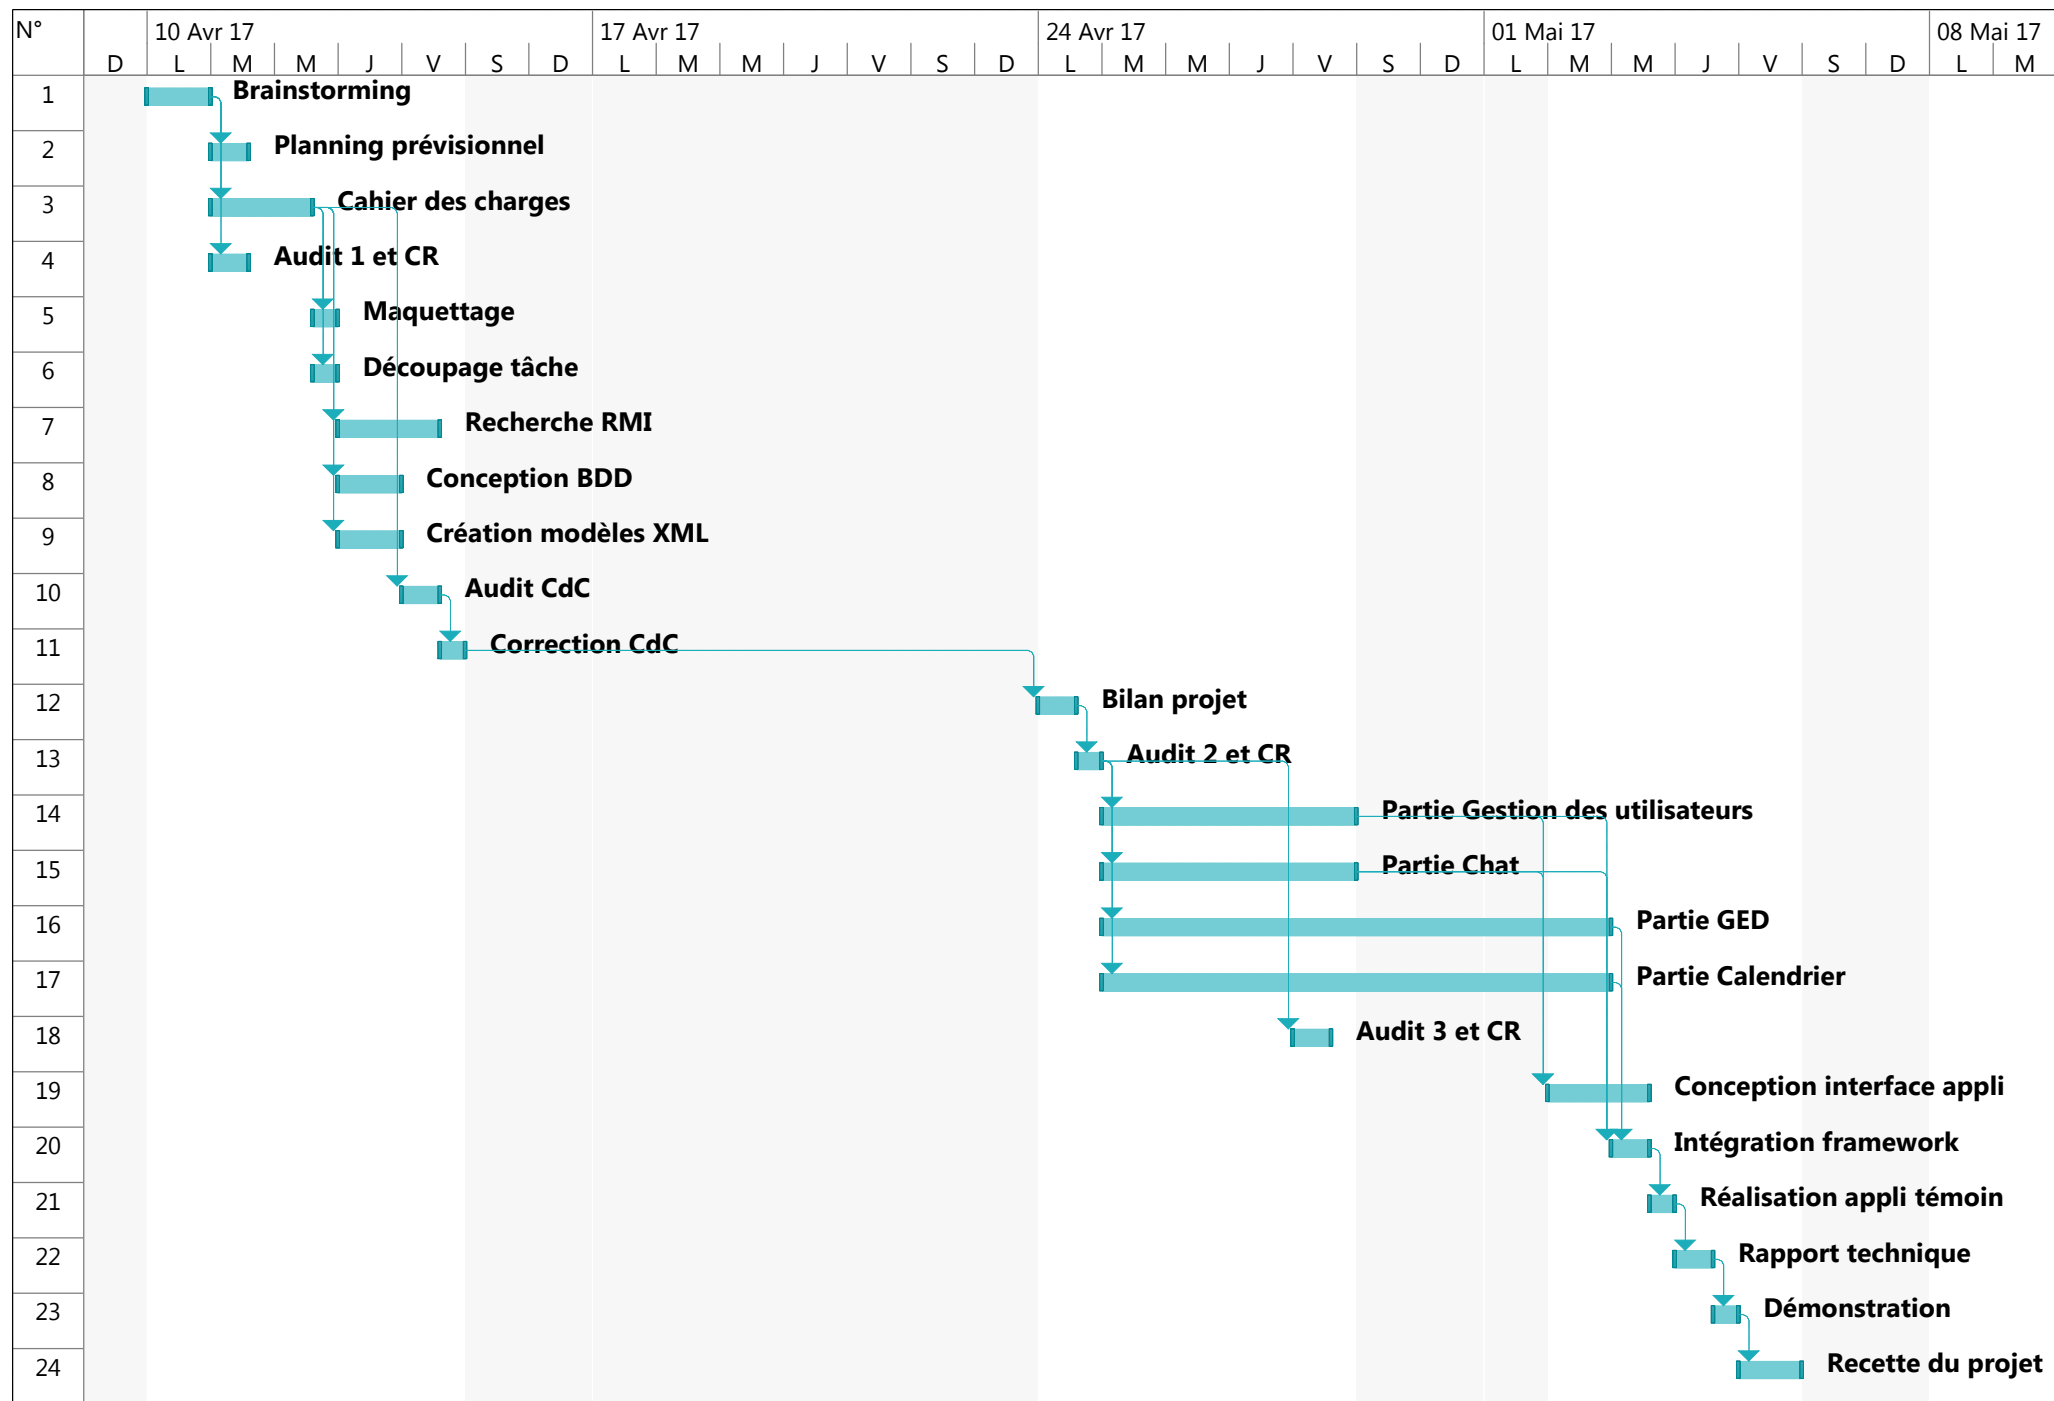 N° 10 Avr 17 17 Avr 17 24 Avr 17 01 Mai 17 08 Mai 17
D L M M J V S D L M M J V S D L M M J V S D L M M J V S D L M
1 Brainstorming
2 Planning prévisionnel
3 Cahier des charges
4 Audit 1 et CR
5 Maquettage
6 Découpage tâche
7 Recherche RMI
8 Conception BDD
9 Création modèles XML
10 Audit CdC
11 Correction CdC
12 Bilan projet
13 Audit 2 et CR
14 Partie Gestion des utilisateurs
15 Partie Chat
16 Partie GED
17 Partie Calendrier
18 Audit 3 et CR
19 Conception interface appli
20 Intégration framework
21 Réalisation appli témoin
22 Rapport technique
23 Démonstration
24 Recette du projet